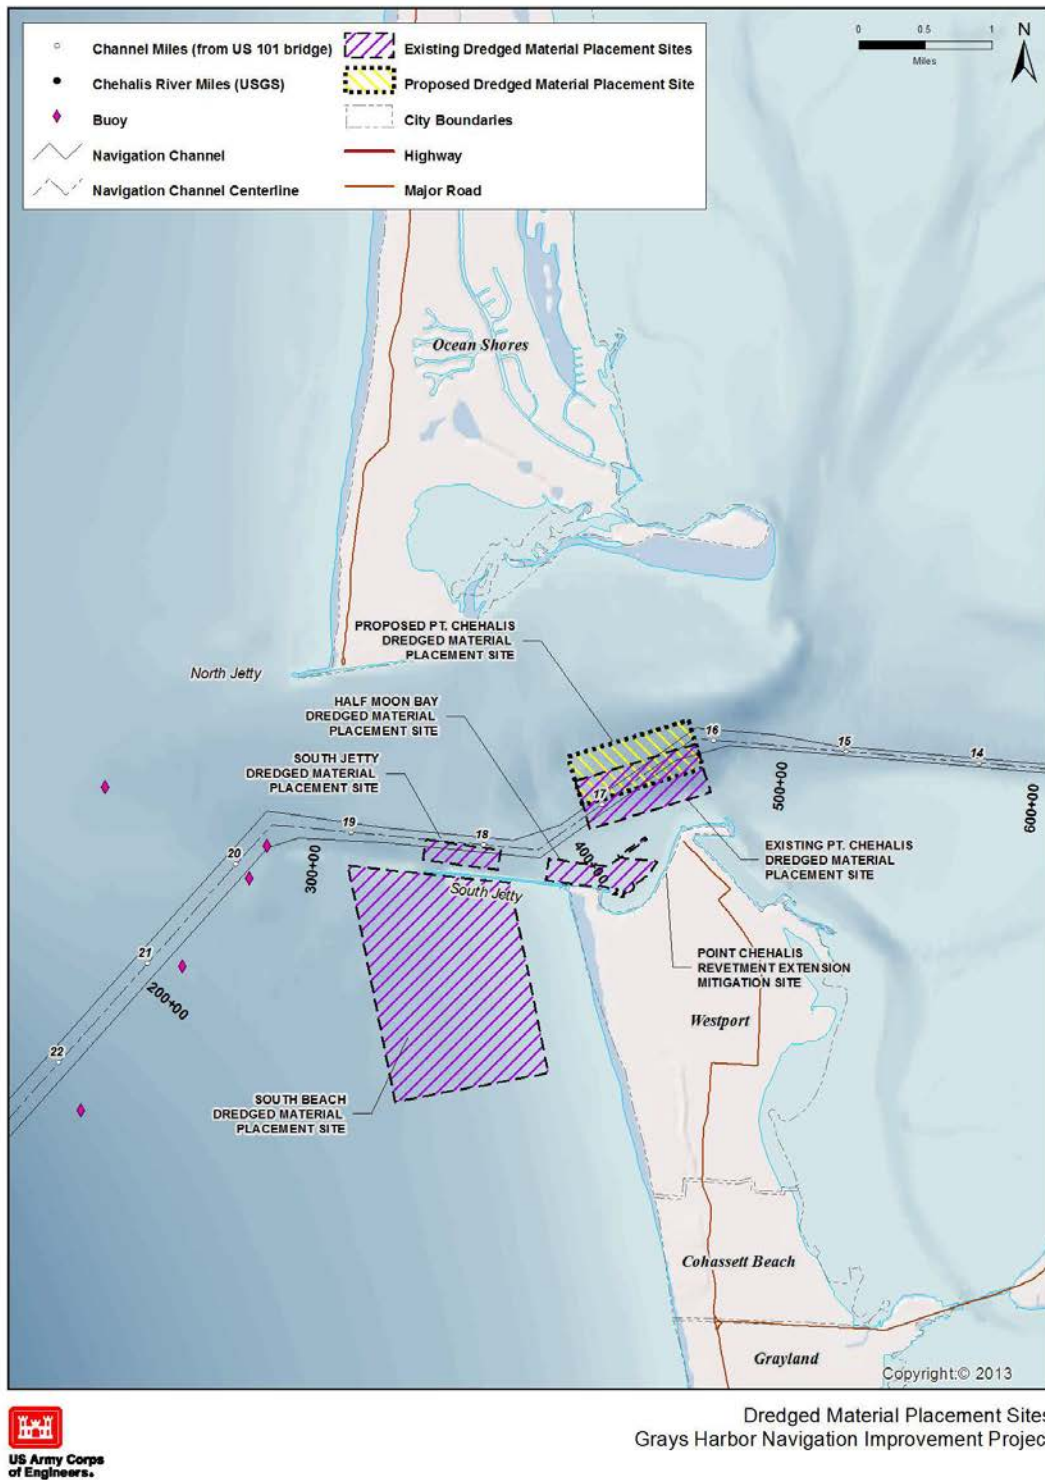 Channel Miles (from US 101 bridge)
Chehalis River Miles (USGS)
Buoy
Navigation Channel
Navigation Channel Centerline
Existing Dredged Material Placement Sites
Proposed Dredged Material Placement Site
City Boundaries
Highway
Major Road
0 0.5 1
Miles
N
Ocean Shores
PROPOSED PT. CHEHALIS
DREDGED MATERIAL
PLACEMENT SITE
North Jetty
HALF MOON BAY
DREDGED MATERIAL
PLACEMENT SITE
SOUTH JETTY
DREDGED MATERIAL
PLACEMENT SITE
16
15
14
17
18
19
20
21
22
500+00
600+00
400+00
300+00
200+00
EXISTING PT. CHEHALIS
DREDGED MATERIAL
PLACEMENT SITE
South Jetty
POINT CHEHALIS
REVETMENT EXTENSION
MITIGATION SITE
Westport
SOUTH BEACH
DREDGED MATERIAL
PLACEMENT SITE
Cohassett Beach
Grayland
Copyright:© 2013
US Army Corps
of Engineers®
Dredged Material Placement Sites
Grays Harbor Navigation Improvement Project